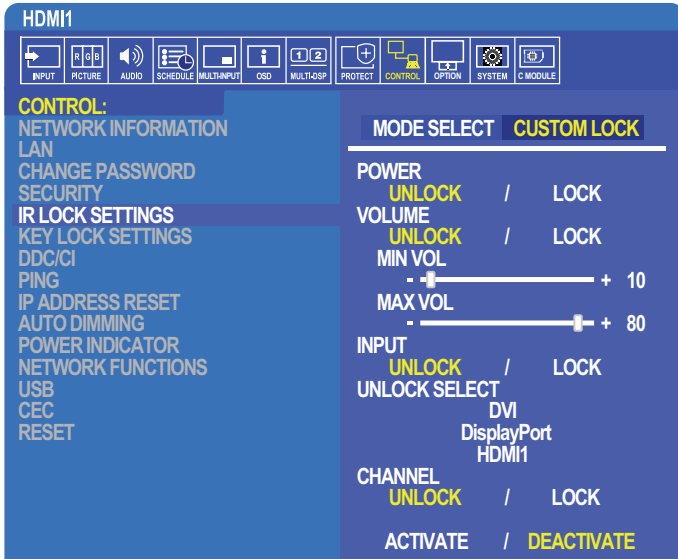 HDMI1
INPUT
R G B
PICTURE
AUDIO
SCHEDULE
MULTI-INPUT
OSD
1 2
MULTI-DSP
PROTECT
CONTROL
OPTION
SYSTEM
C MODULE
CONTROL:
NETWORK INFORMATION
LAN
CHANGE PASSWORD
SECURITY
IR LOCK SETTINGS
KEY LOCK SETTINGS
DDC/CI
PING
IP ADDRESS RESET
AUTO DIMMING
POWER INDICATOR
NETWORK FUNCTIONS
USB
CEC
RESET
MODE SELECT CUSTOM LOCK
POWER
UNLOCK / LOCK
VOLUME
UNLOCK / LOCK
MIN VOL
- + 10
MAX VOL
- + 80
INPUT
UNLOCK / LOCK
UNLOCK SELECT
DVI
DisplayPort
HDMI1
CHANNEL
UNLOCK / LOCK
ACTIVATE / DEACTIVATE